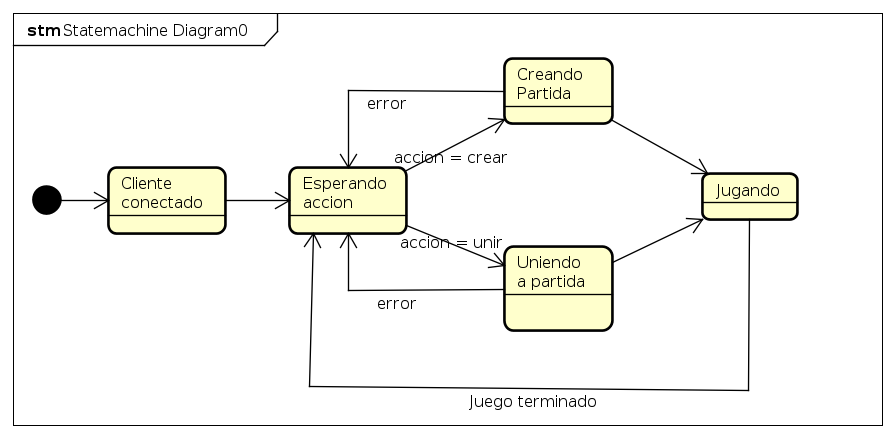 stm Statemachine Diagram0
Creando
Partida
error
accion = crear
Cliente
conectado
Esperando
accion
Jugando
accion = unir
Uniendo
a partida
error
Juego terminado